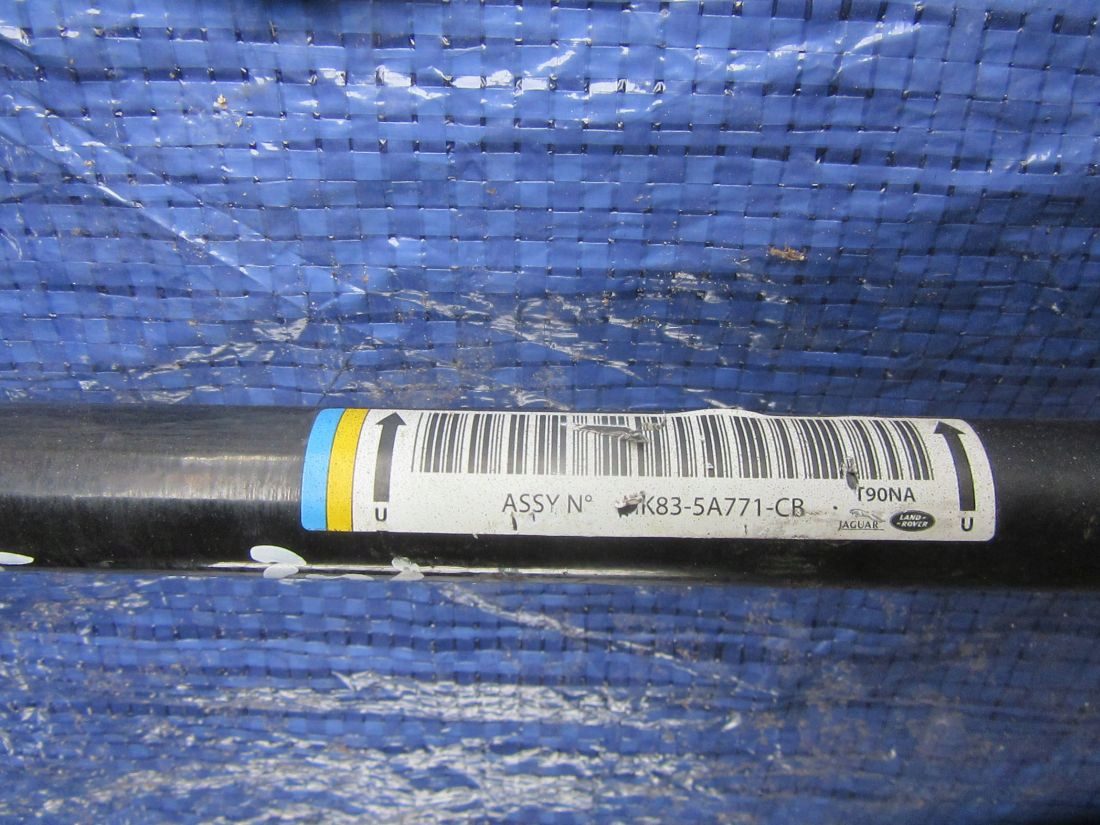 U
T90NA
ASSY N° K83-5A771-CB
JAGUAR
LAND-
-ROVER
U